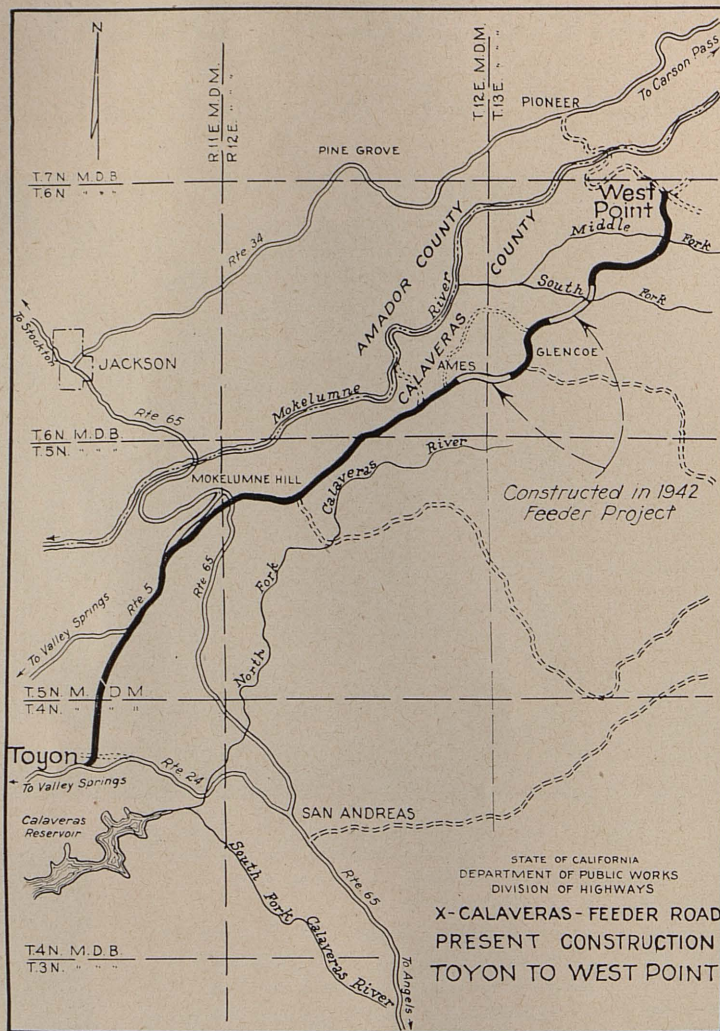 N
R11E M.D.M.
R12E. " " "
T.12E. M.D.M.
T.13E. " " "
To Carson Pass
PIONEER
PINE GROVE
T.7N. M.D.B.
T.6N " " "
West
Point
Middle
Fork
Rte 34
AMADOR COUNTY
River
COUNTY
South
Fork
To Stockton
JACKSON
CALAVERAS
GLENCOE
AMES
Mokelumne
Rte 65
T.6N M.D.B.
T.5N. " " "
River
Calaveras
MOKELUMNE HILL
Constructed in 1942
Feeder Project
Fork
Rte 65
Rte 5
To Valley Springs
North
T.5N. M. D M
T.4N. " " "
Toyon
To Valley Springs
Rte 24
Calaveras
Reservoir
SAN ANDREAS
South Fork Calaveras River
Rte 65
STATE OF CALIFORNIA
DEPARTMENT OF PUBLIC WORKS
DIVISION OF HIGHWAYS
X-CALAVERAS-FEEDER ROAD
PRESENT CONSTRUCTION
TOYON TO WEST POINT
T.4N. M.D.B.
T.3N. " " "
To Angels